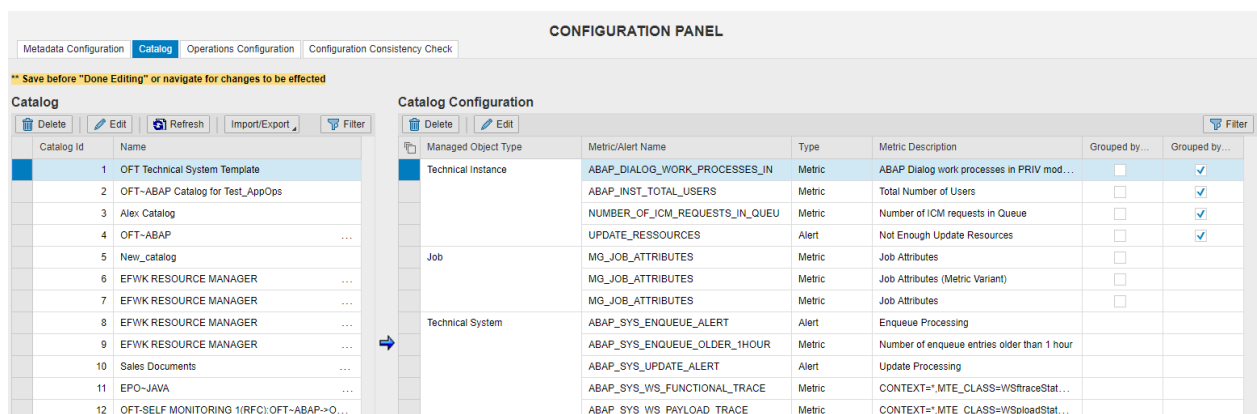 CONFIGURATION PANEL
Metadata Configuration Catalog Operations Configuration Configuration Consistency Check
** Save before "Done Editing" or navigate for changes to be effected
Catalog
Delete Edit Refresh Import/Export Filter
Catalog Id Name
1 OFT Technical System Template
2 OFT~ABAP Catalog for Test_AppOps
3 Alex Catalog
4 OFT~ABAP ...
5 New_catalog
6 EFWK RESOURCE MANAGER ...
7 EFWK RESOURCE MANAGER ...
8 EFWK RESOURCE MANAGER ...
9 EFWK RESOURCE MANAGER ...
10 Sales Documents ...
11 EPO~JAVA ...
12 OFT-SELF MONITORING 1(RFC):OFT~ABAP->O...
Catalog Configuration
Delete Edit Filter
Managed Object Type Metric/Alert Name Type Metric Description Grouped by... Grouped by...
Technical Instance ABAP_DIALOG_WORK_PROCESSES_IN Metric ABAP Dialog work processes in PRIV mod...
ABAP_INST_TOTAL_USERS Metric Total Number of Users
NUMBER_OF_ICM_REQUESTS_IN_QUEU Metric Number of ICM requests in Queue
UPDATE_RESSOURCES Alert Not Enough Update Resources
Job MG_JOB_ATTRIBUTES Metric Job Attributes
MG_JOB_ATTRIBUTES Metric Job Attributes (Metric Variant)
MG_JOB_ATTRIBUTES Metric Job Attributes
Technical System ABAP_SYS_ENQUEUE_ALERT Alert Enqueue Processing
ABAP_SYS_ENQUEUE_OLDER_1HOUR Metric Number of enqueue entries older than 1 hour
ABAP_SYS_UPDATE_ALERT Alert Update Processing
ABAP_SYS_WS_FUNCTIONAL_TRACE Metric CONTEXT=*,MTE_CLASS=WSftraceStat...
ABAP_SYS_WS_PAYLOAD_TRACE Metric CONTEXT=*,MTE_CLASS=WSploadStat...